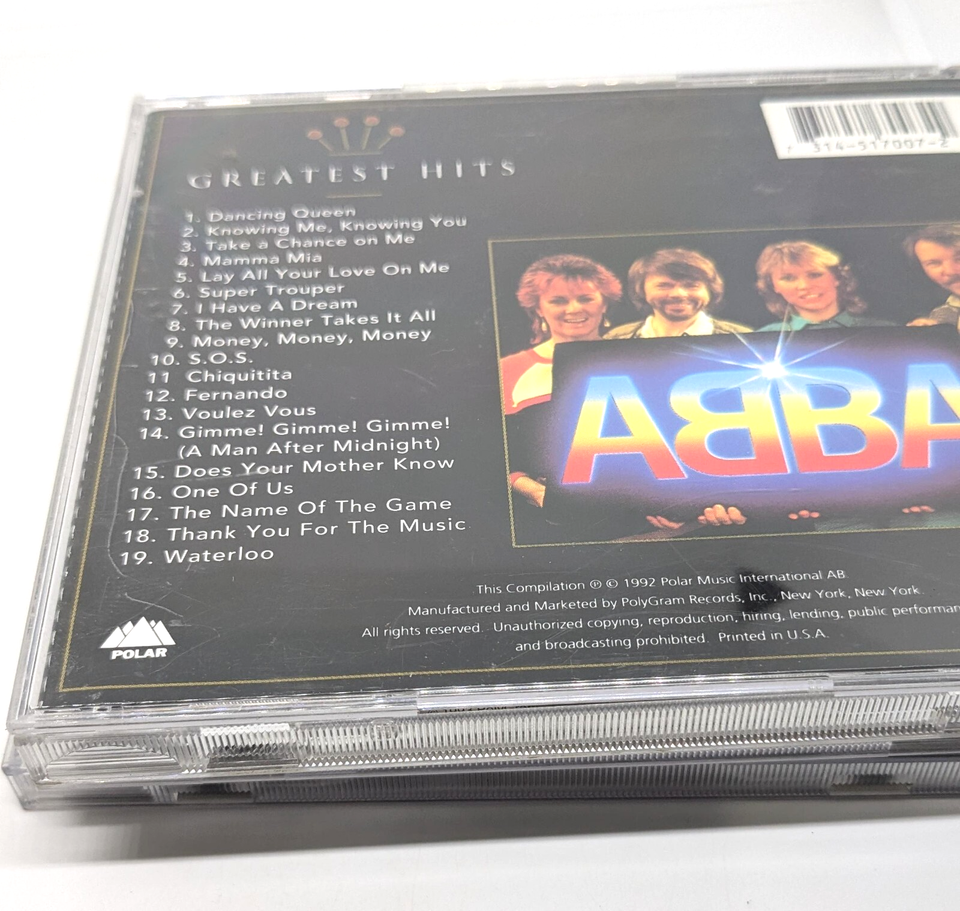 GREATEST HITS
1. Dancing Queen
2. Knowing Me, Knowing You
3. Take a Chance on Me
4. Mamma Mia
5. Lay All Your Love On Me
6. Super Trouper
7. I Have A Dream
8. The Winner Takes It All
9. Money, Money, Money
10. S.O.S.
11 Chiquitita
12. Fernando
13. Voulez Vous
14. Gimme! Gimme! Gimme!
(A Man After Midnight)
15. Does Your Mother Know
16. One Of Us
17. The Name Of The Game
18. Thank You For The Music
19. Waterloo
POLAR
314-517007-2
ABBA
This Compilation ℗ © 1992 Polar Music International AB
Manufactured and Marketed by PolyGram Records, Inc., New York, New York.
All rights reserved. Unauthorized copying, reproduction, hiring, lending, public
and broadcasting prohibited. Printed in U.S.A.